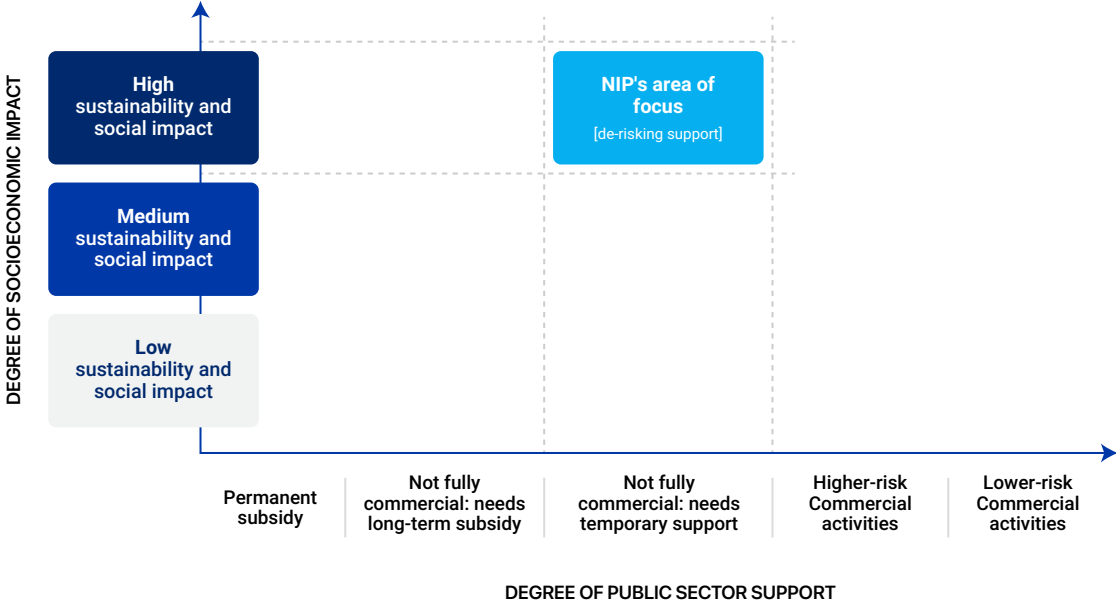 DEGREE OF SOCIOECONOMIC IMPACT
High
sustainability and
social impact
NIP's area of
focus
[de-risking support]
Medium
sustainability and
social impact
Low
sustainability and
social impact
Permanent
subsidy
Not fully
commercial: needs
long-term subsidy
Not fully
commercial: needs
temporary support
Higher-risk
Commercial
activities
Lower-risk
Commercial
activities
DEGREE OF PUBLIC SECTOR SUPPORT